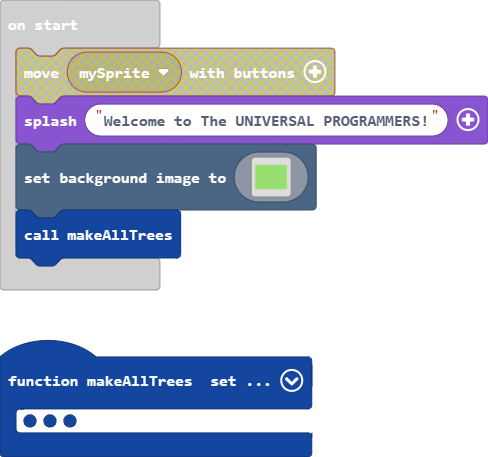 on start
move mySprite with buttons
splash "Welcome to The UNIVERSAL PROGRAMMERS!"
set background image to
call makeAllTrees
function makeAllTrees set ...